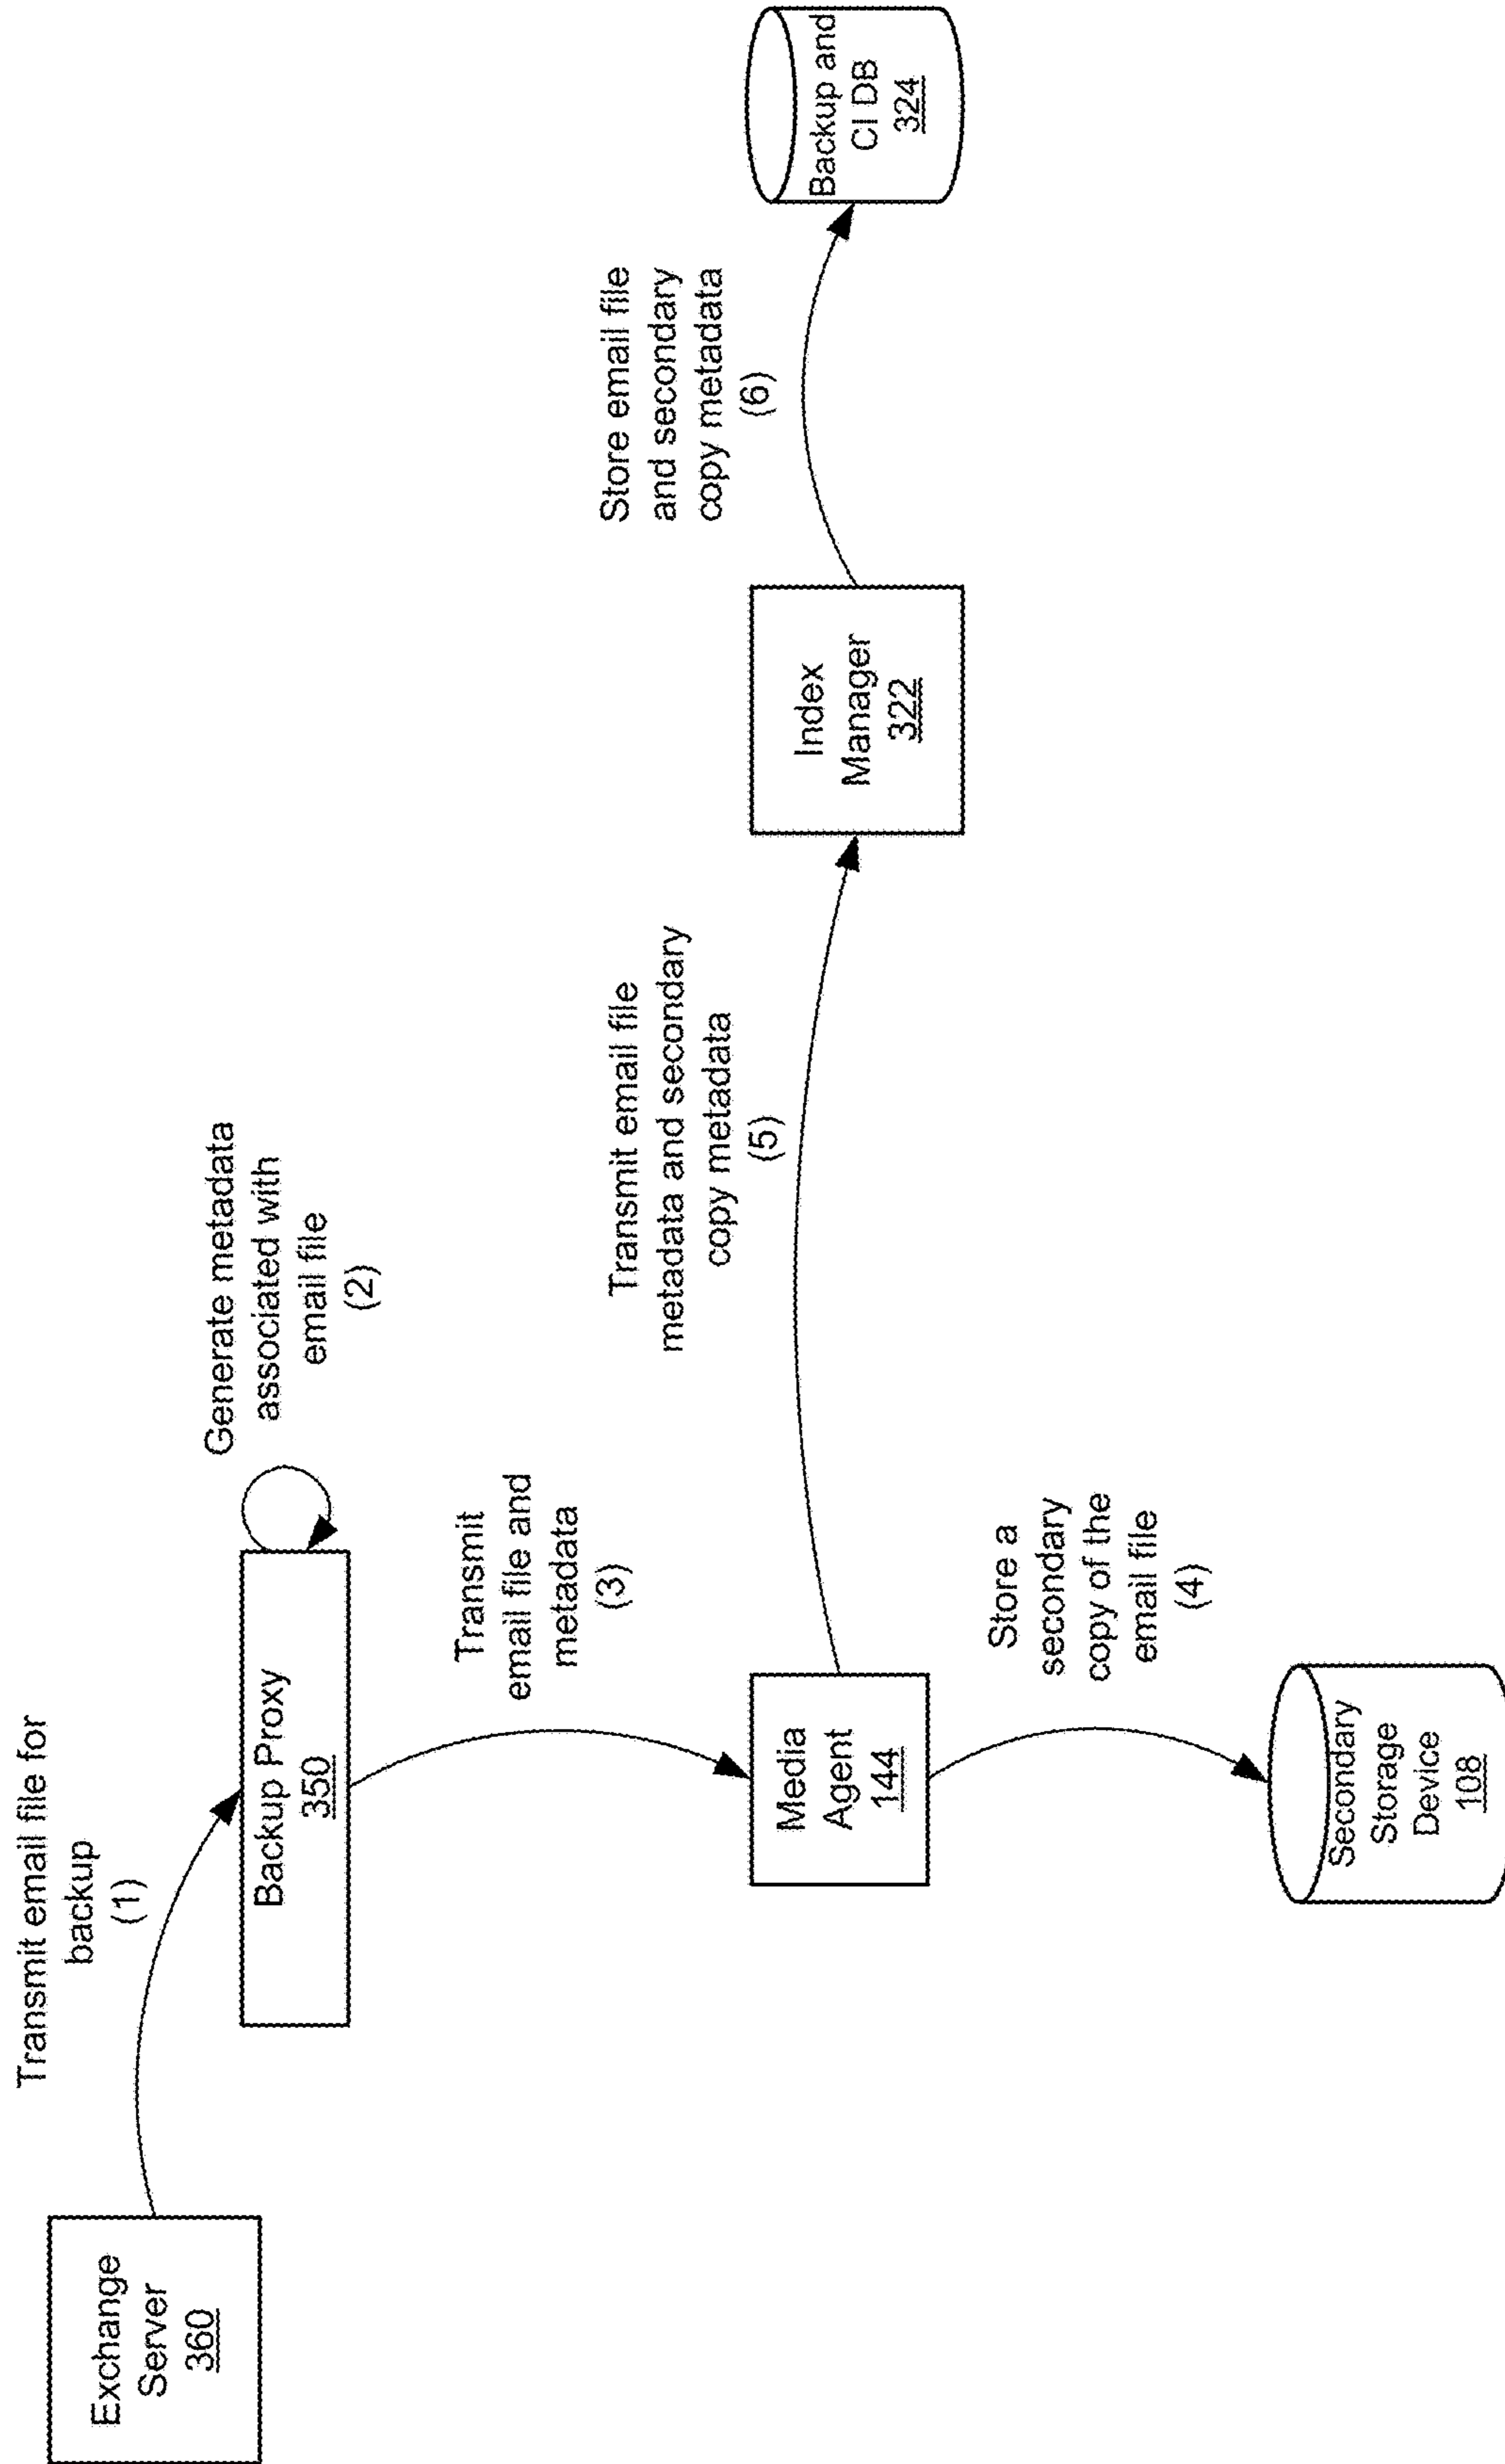 Exchange
Server
360
Transmit email file for
backup
(1)
Backup Proxy
350
Generate metadata
associated with
email file
(2)
Transmit
email file and
metadata
(3)
Media
Agent
144
Store a
secondary
copy of the
email file
(4)
Secondary
Storage
Device
108
Transmit email file
metadata and secondary
copy metadata
(5)
Index
Manager
322
Store email file
and secondary
copy metadata
(6)
Backup and
CI DB
324